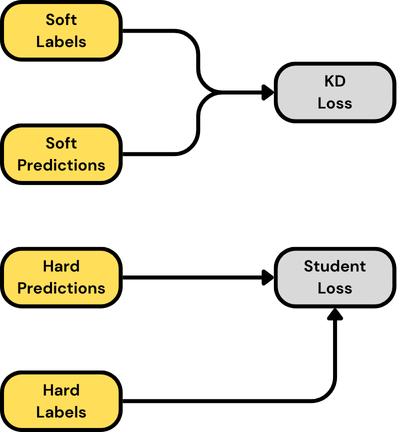 Soft
Labels
KD
Loss
Soft
Predictions
Hard
Predictions
Student
Loss
Hard
Labels